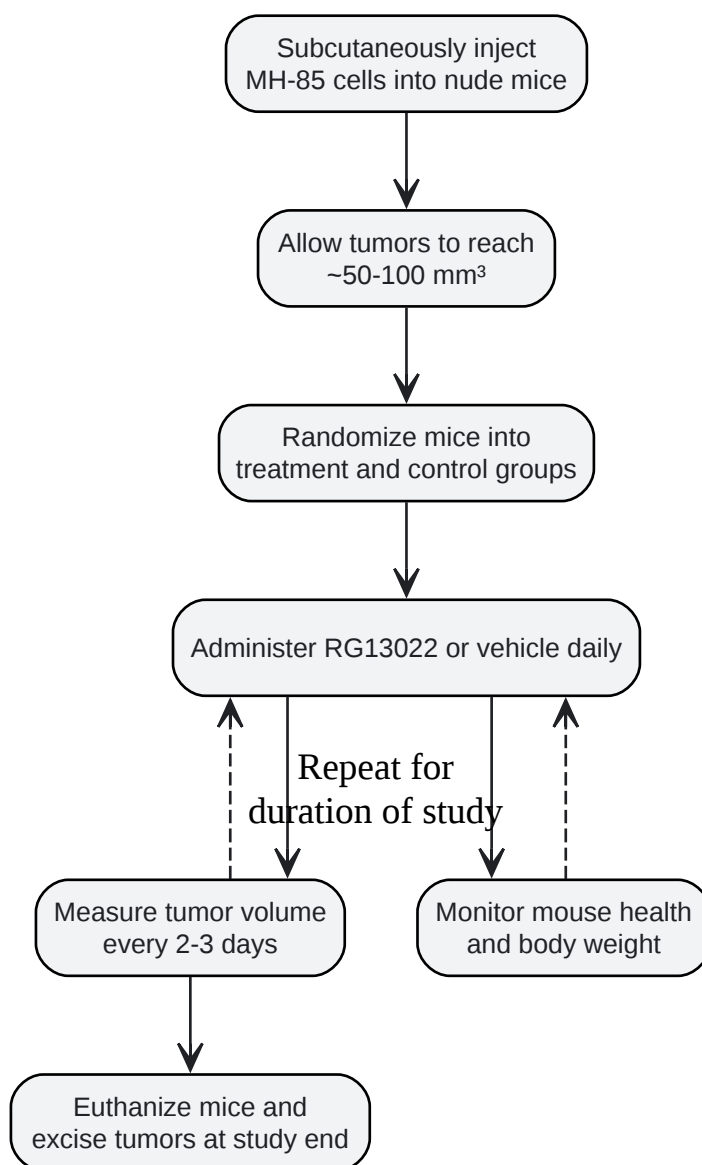 Subcutaneously inject
MH-85 cells into nude mice
Allow tumors to reach
~50-100 mm³
Randomize mice into
treatment and control groups
Administer RG13022 or vehicle daily
Repeat for
duration of study
Measure tumor volume
every 2-3 days
Monitor mouse health
and body weight
Euthanize mice and
excise tumors at study end